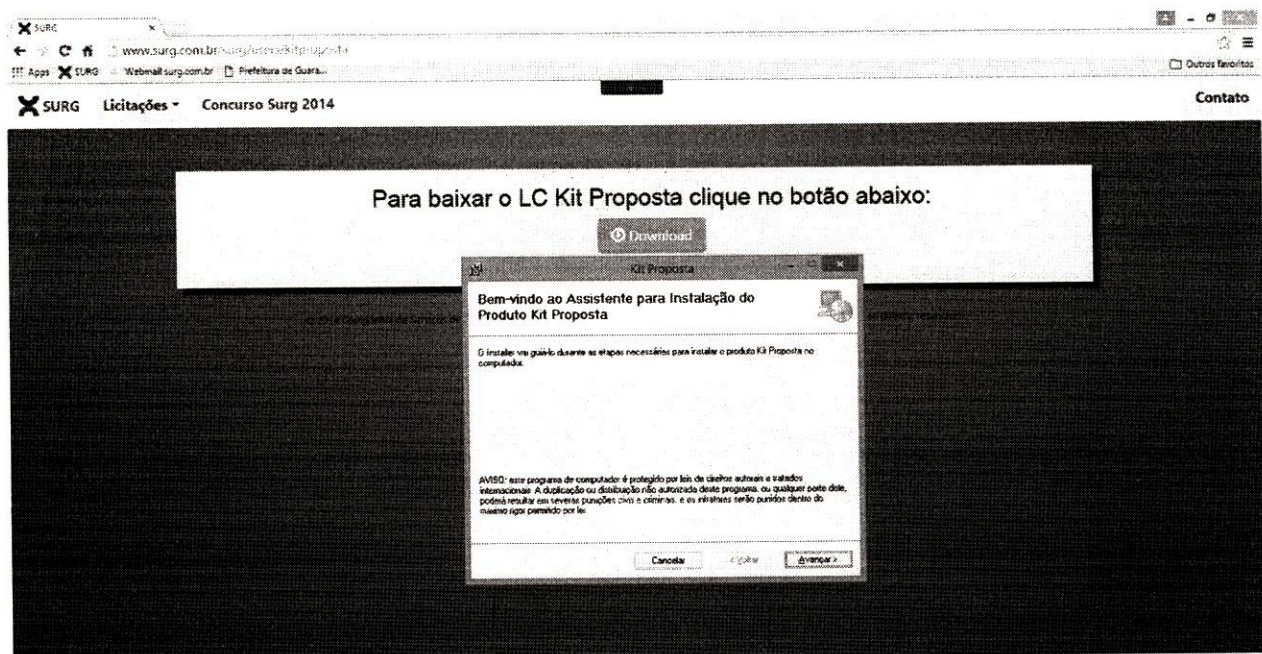 SURG
www.surg.com.br/surg/users/kitproposta
Apps SURG Webmail surg.com.br Prefeitura de Guara... Outros favoritos
SURG Licitações Concurso Surg 2014 Contato
Para baixar o LC Kit Proposta clique no botão abaixo:
Download
Kit Proposta
Bem-vindo ao Assistente para Instalação do
Produto Kit Proposta
O Installer vai guiá-lo durante as etapas necessárias para instalar o produto Kit Proposta no
computador.
AVISO: este programa de computador é protegido por leis de direitos autorais e tratados
internacionais. A duplicação ou distribuição não autorizada deste programa, ou qualquer parte dele,
poderá resultar em severas punições civis e criminais, e os infratores serão punidos dentro do
máximo rigor permitido por lei.
Cancelar < Voltar Avançar >